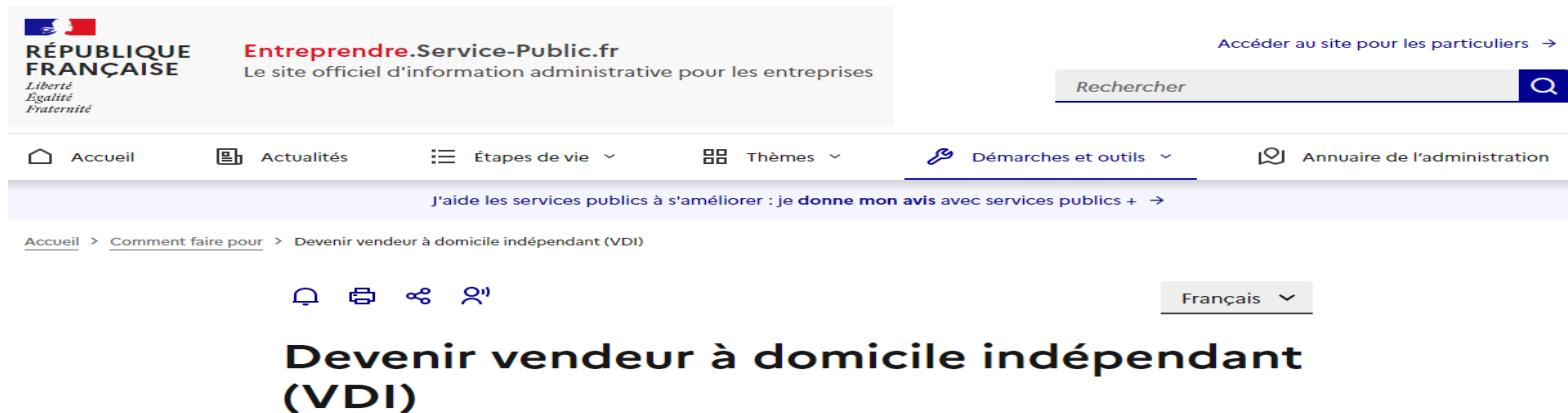 RÉPUBLIQUE
FRANÇAISE
Liberté
Égalité
Fraternité
Entreprendre.Service-Public.fr
Le site officiel d'information administrative pour les entreprises
Accéder au site pour les particuliers →
Rechercher
Accueil
Actualités
Étapes de vie
Thèmes
Démarches et outils
Annuaire de l’administration
J'aide les services publics à s'améliorer : je donne mon avis avec services publics + →
Accueil > Comment faire pour > Devenir vendeur à domicile indépendant (VDI)
Français
Devenir vendeur à domicile indépendant
(VDI)